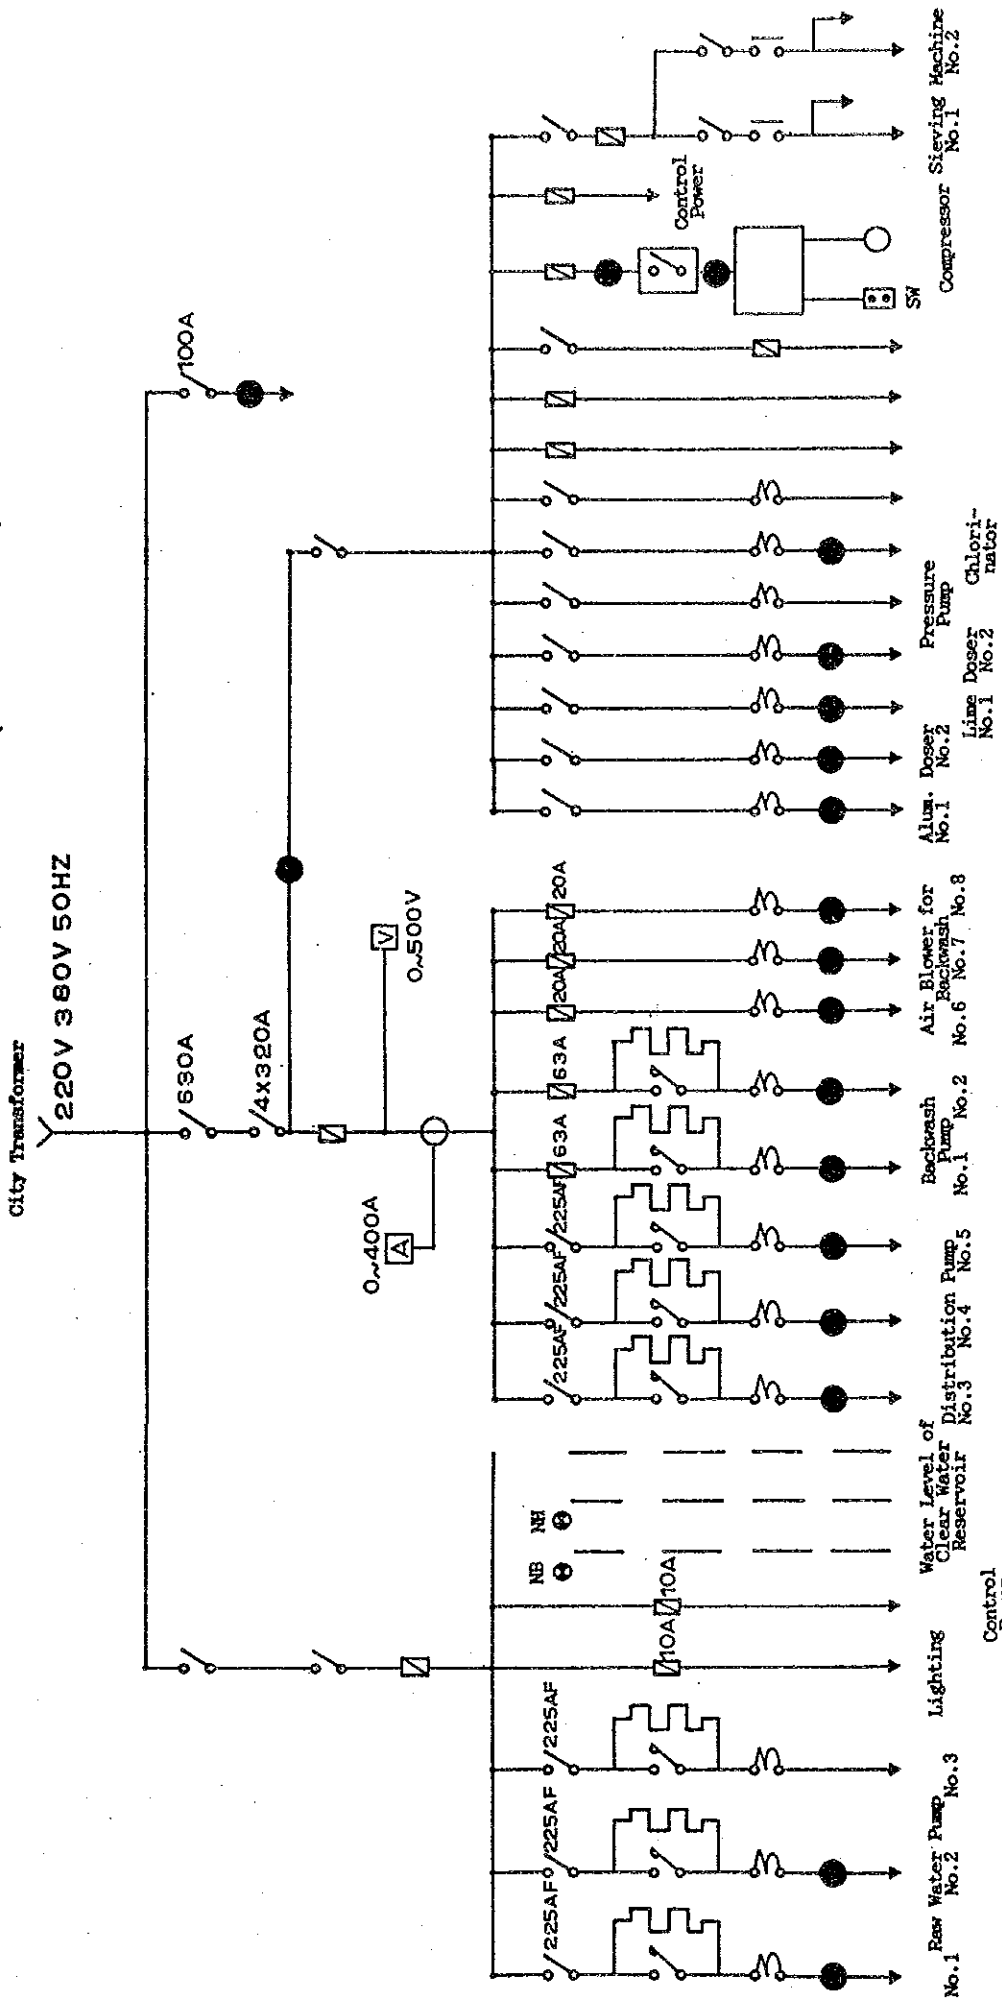 City Transformer
220V 380V 50HZ
630A
100A
4X320A
V
0~500V
0~400A
A
225AF
225AF
225AF
10A
10A
NB
NH
225AF
225AF
225AF
63A
63A
20A
20A
20A
Control
Power
SW
Raw Water Pump
No.1
No.2
No.3
Lighting
Control
Water Level of
Clear Water
Reservoir
Distribution Pump
No.3
No.4
No.5
Backwash
Pump
No.1
No.2
Air Blower for
Backwash
No.6
No.7
No.8
Alum. Doser
No.1
No.2
Lime Doser
No.1
No.2
Pressure
Pump
Chlori-
nator
Compressor
Sieving Machine
No.1
No.2